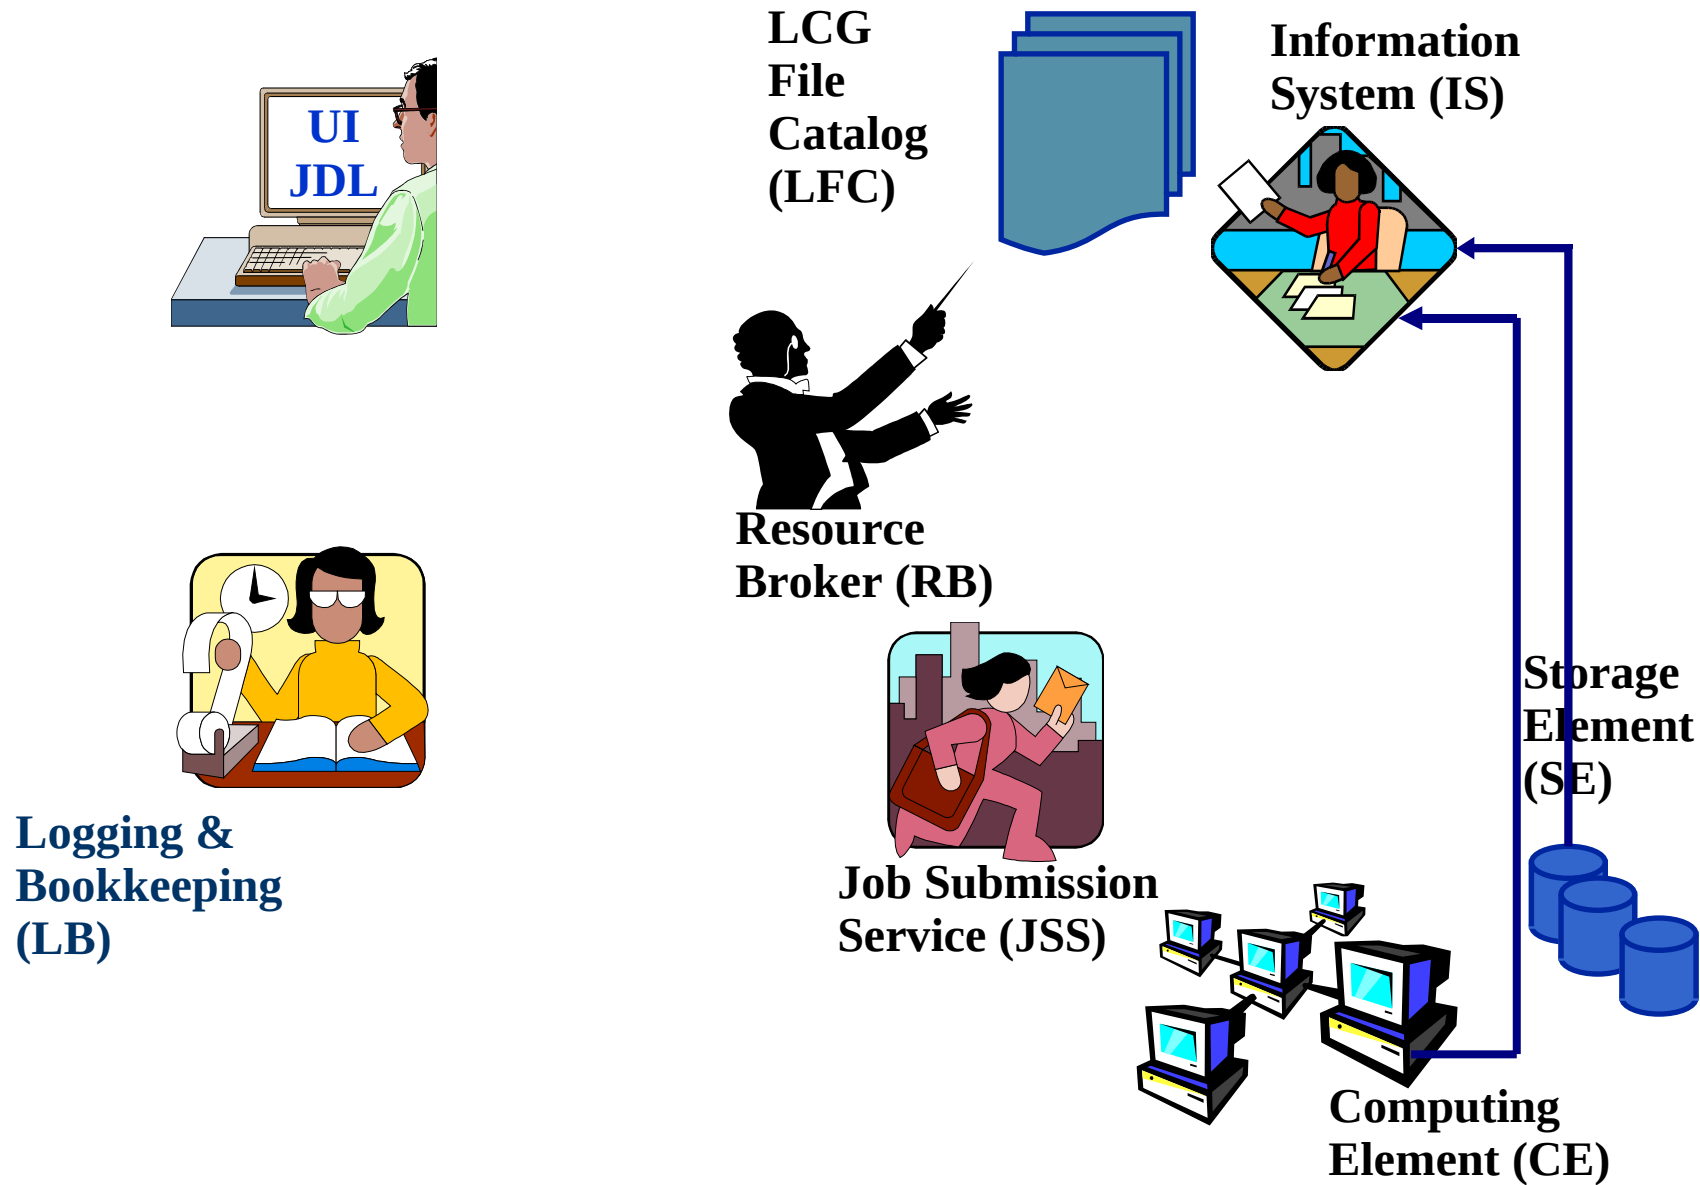 UI
JDL
LCG
File
Catalog
(LFC)
Information
System (IS)
Resource
Broker (RB)
Storage
Element
(SE)
Logging &
Bookkeeping
(LB)
Job Submission
Service (JSS)
Computing
Element (CE)